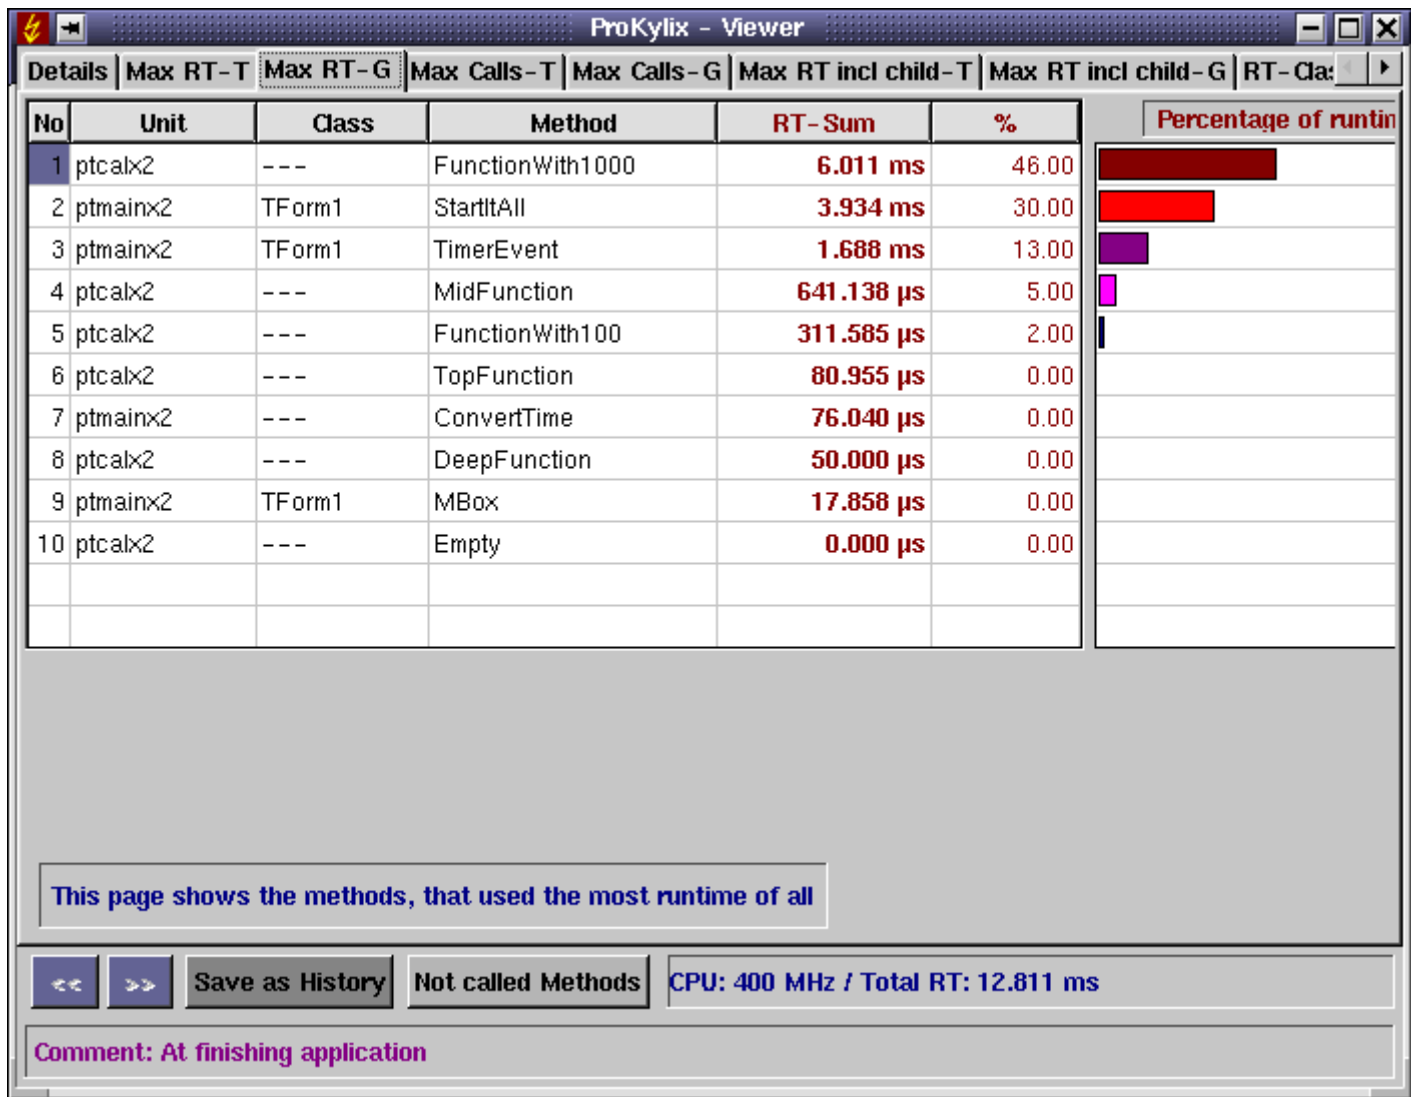 ProKylix - Viewer
Details Max RT-T Max RT-G Max Calls-T Max Calls-G Max RT incl child-T Max RT incl child-G RT-Clas
No Unit Class Method RT-Sum % Percentage of runtin
1 ptcalx2 --- FunctionWith1000 6.011 ms 46.00
2 ptmainx2 TForm1 StartItAll 3.934 ms 30.00
3 ptmainx2 TForm1 TimerEvent 1.688 ms 13.00
4 ptcalx2 --- MidFunction 641.138 µs 5.00
5 ptcalx2 --- FunctionWith100 311.585 µs 2.00
6 ptcalx2 --- TopFunction 80.955 µs 0.00
7 ptmainx2 --- ConvertTime 76.040 µs 0.00
8 ptcalx2 --- DeepFunction 50.000 µs 0.00
9 ptmainx2 TForm1 MBox 17.858 µs 0.00
10 ptcalx2 --- Empty 0.000 µs 0.00
This page shows the methods, that used the most runtime of all
<< >> Save as History Not called Methods CPU: 400 MHz / Total RT: 12.811 ms
Comment: At finishing application